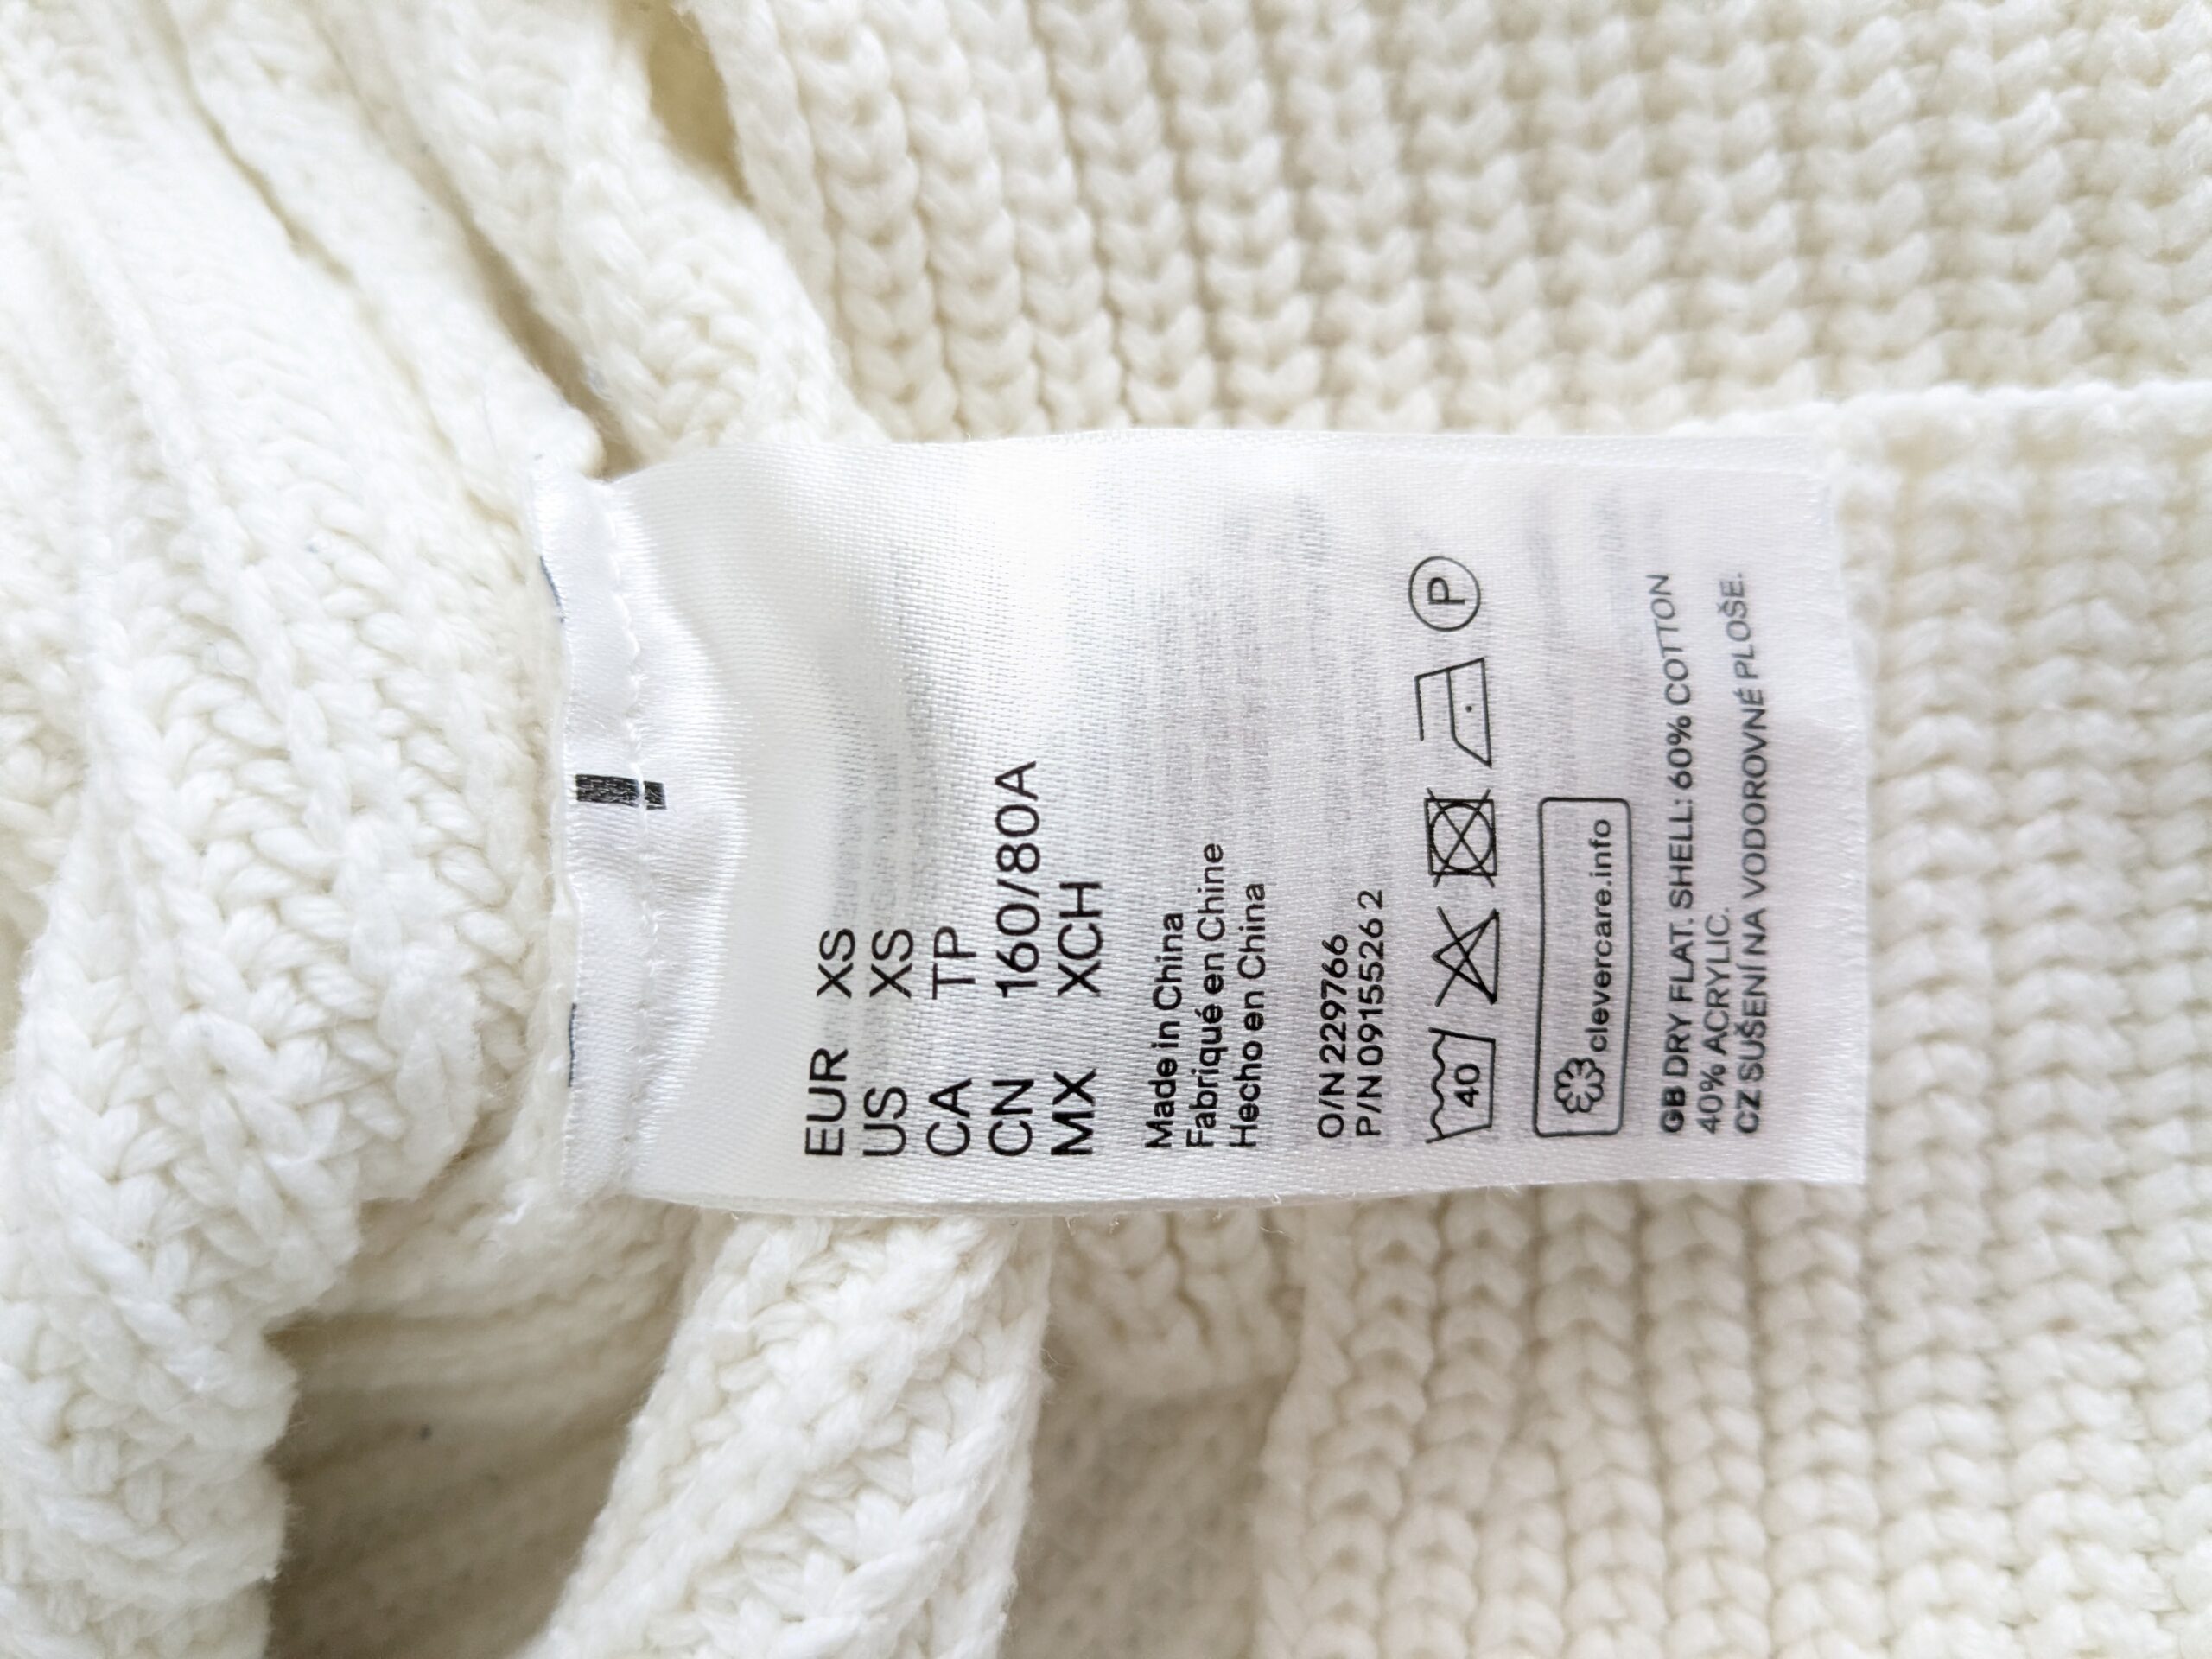 EUR XS
US XS
CA TP
CN 160/80A
MX XCH
Made in China
Fabriqué en Chine
Hecho en China
O/N 229766
P/N 09155262
40
P
clevercare.info
GB DRY FLAT. SHELL: 60% COTTON
40% ACRYLIC.
CZ SUŠENÍ NA VODOROVNÉ PLOŠE.